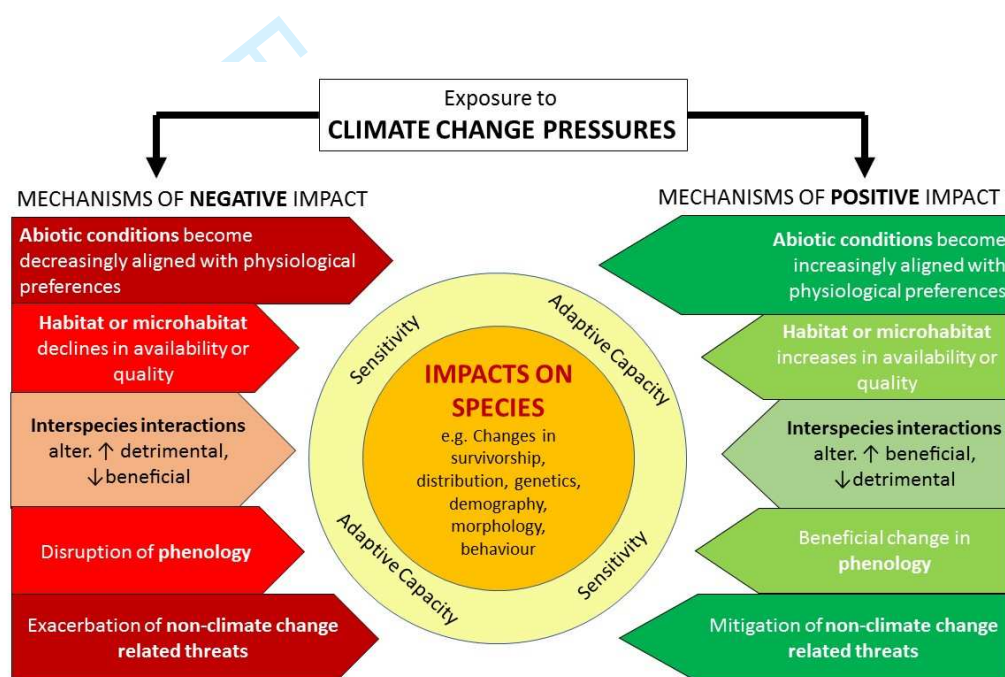 Exposure to
CLIMATE CHANGE PRESSURES
MECHANISMS OF NEGATIVE IMPACT
Abiotic conditions become
decreasingly aligned with physiological
preferences
Habitat or microhabitat
declines in availability or
quality
Interspecies interactions
alter. ↑ detrimental,
↓beneficial
Disruption of phenology
Exacerbation of non-climate change
related threats
Sensitivity
Adaptive Capacity
IMPACTS ON
SPECIES
e.g. Changes in
survivorship,
distribution, genetics,
demography,
morphology,
behaviour
Adaptive Capacity
Sensitivity
MECHANISMS OF POSITIVE IMPACT
Abiotic conditions become
increasingly aligned with
physiological preferences
Habitat or microhabitat
increases in availability or
quality
Interspecies interactions
alter. ↑ beneficial,
↓detrimental
Beneficial change in
phenology
Mitigation of non-climate change
related threats